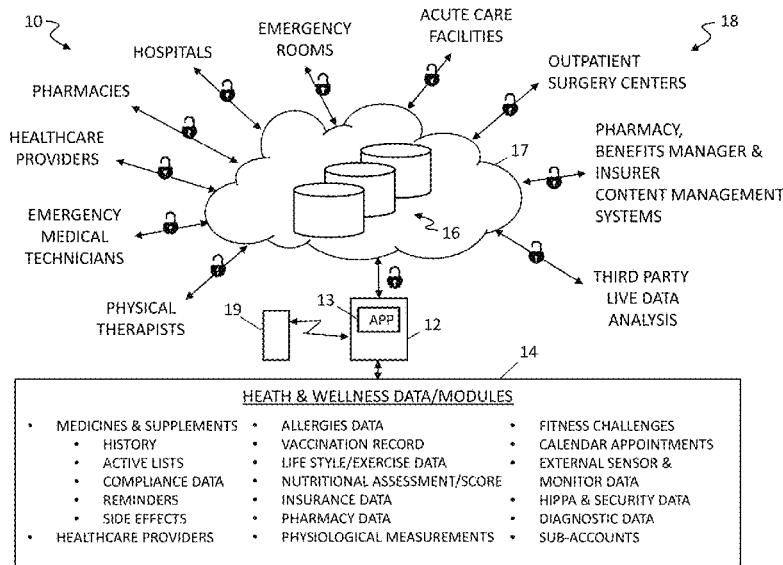 10
HOSPITALS
EMERGENCY
ROOMS
ACUTE CARE
FACILITIES
18
OUTPATIENT
SURGERY CENTERS
PHARMACIES
HEALTHCARE
PROVIDERS
17
PHARMACY,
BENEFITS MANAGER &
INSURER
CONTENT MANAGEMENT
SYSTEMS
EMERGENCY
MEDICAL
TECHNICIANS
16
THIRD PARTY
LIVE DATA
ANALYSIS
PHYSICAL
THERAPISTS
19
13
APP
12
14
HEATH & WELLNESS DATA/MODULES
• MEDICINES & SUPPLEMENTS
• HISTORY
• ACTIVE LISTS
• COMPLIANCE DATA
• REMINDERS
• SIDE EFFECTS
• HEALTHCARE PROVIDERS
• ALLERGIES DATA
• VACCINATION RECORD
• LIFE STYLE/EXERCISE DATA
• NUTRITIONAL ASSESSMENT/SCORE
• INSURANCE DATA
• PHARMACY DATA
• PHYSIOLOGICAL MEASUREMENTS
• FITNESS CHALLENGES
• CALENDAR APPOINTMENTS
• EXTERNAL SENSOR &
MONITOR DATA
• HIPPA & SECURITY DATA
• DIAGNOSTIC DATA
• SUB-ACCOUNTS